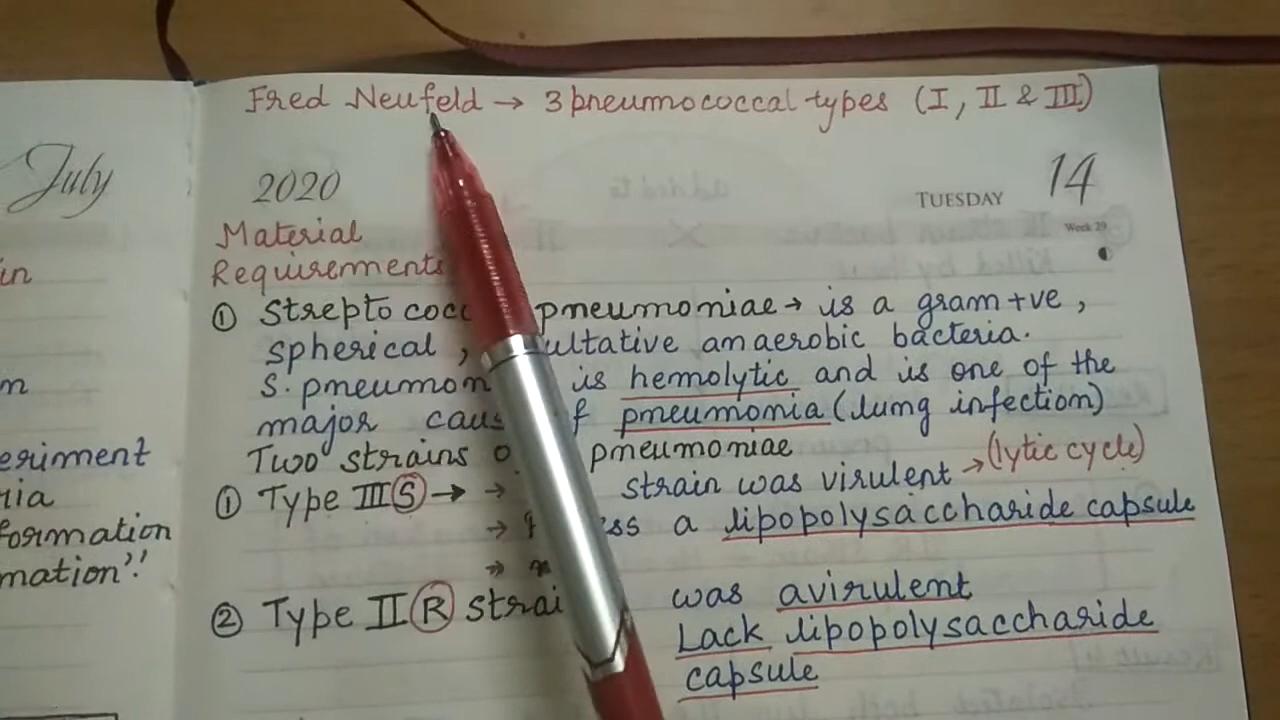 Fred Neufeld → 3 pneumococcal types (I, II & III)
July
2020
TUESDAY 14
Week 29
Material
Requirements
in
① Strepto cocc pneumoniae → is a gram +ve,
spherical, ultative anaerobic bacteria.
S. pneumon is hemolytic and is one of the
m
major caus f pneumonia (lung infection)
Two strains o pneumoniae
eriment
① Type III S → → strain was virulent → (lytic cycle)
ria
→ ss a lipopolysaccharide capsule
formation
→
mation"!
② Type II R strai was avirulent
Lack lipopolysaccharide
capsule